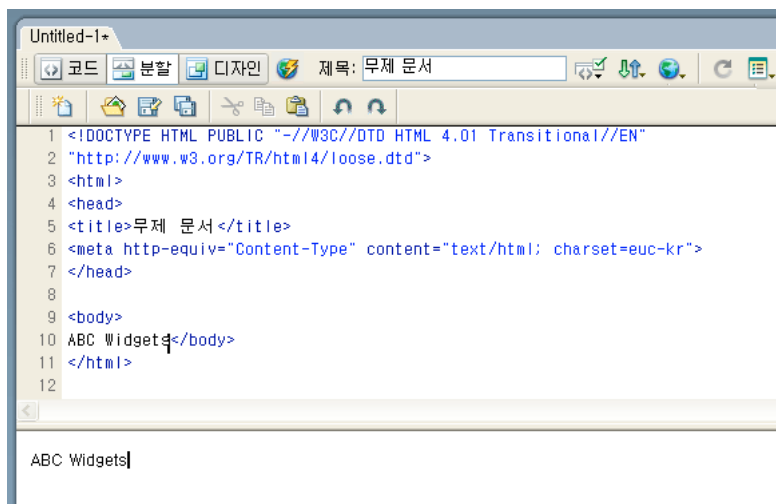 Untitled-1*
코드 분할 디자인 제목: 무제 문서
1 <!DOCTYPE HTML PUBLIC "-//W3C//DTD HTML 4.01 Transitional//EN"
2 "http://www.w3.org/TR/html4/loose.dtd">
3 <html>
4 <head>
5 <title>무제 문서</title>
6 <meta http-equiv="Content-Type" content="text/html; charset=euc-kr">
7 </head>
8
9 <body>
10 ABC Widgets</body>
11 </html>
12
ABC Widgets